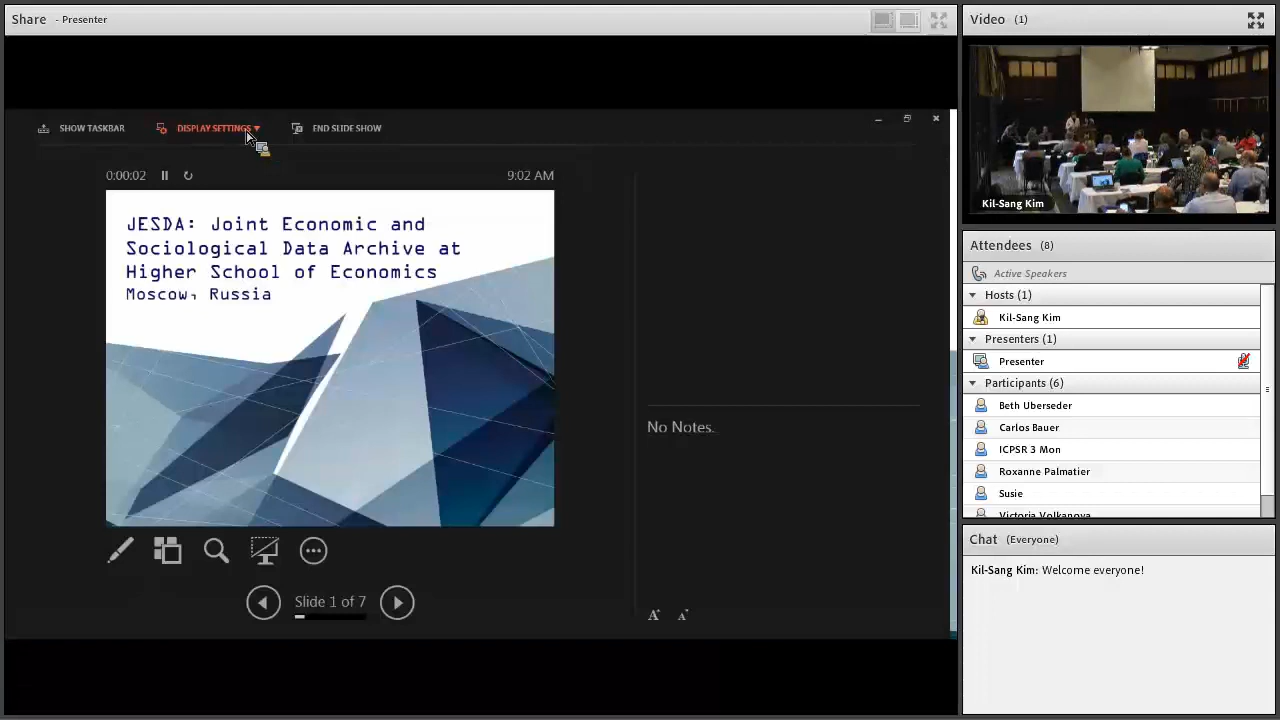 Share - Presenter
SHOW TASKBAR
DISPLAY SETTINGS
END SLIDE SHOW
0:00:02
9:02 AM
JESDA: Joint Economic and
Sociological Data Archive at
Higher School of Economics
Moscow, Russia
Slide 1 of 7
No Notes.
A A
Video (1)
Kil-Sang Kim
Attendees (8)
Active Speakers
Hosts (1)
Kil-Sang Kim
Presenters (1)
Presenter
Participants (6)
Beth Uberseder
Carlos Bauer
ICPSR 3 Mon
Roxanne Palmatier
Susie
Victoria Volkanova
Chat (Everyone)
Kil-Sang Kim: Welcome everyone!